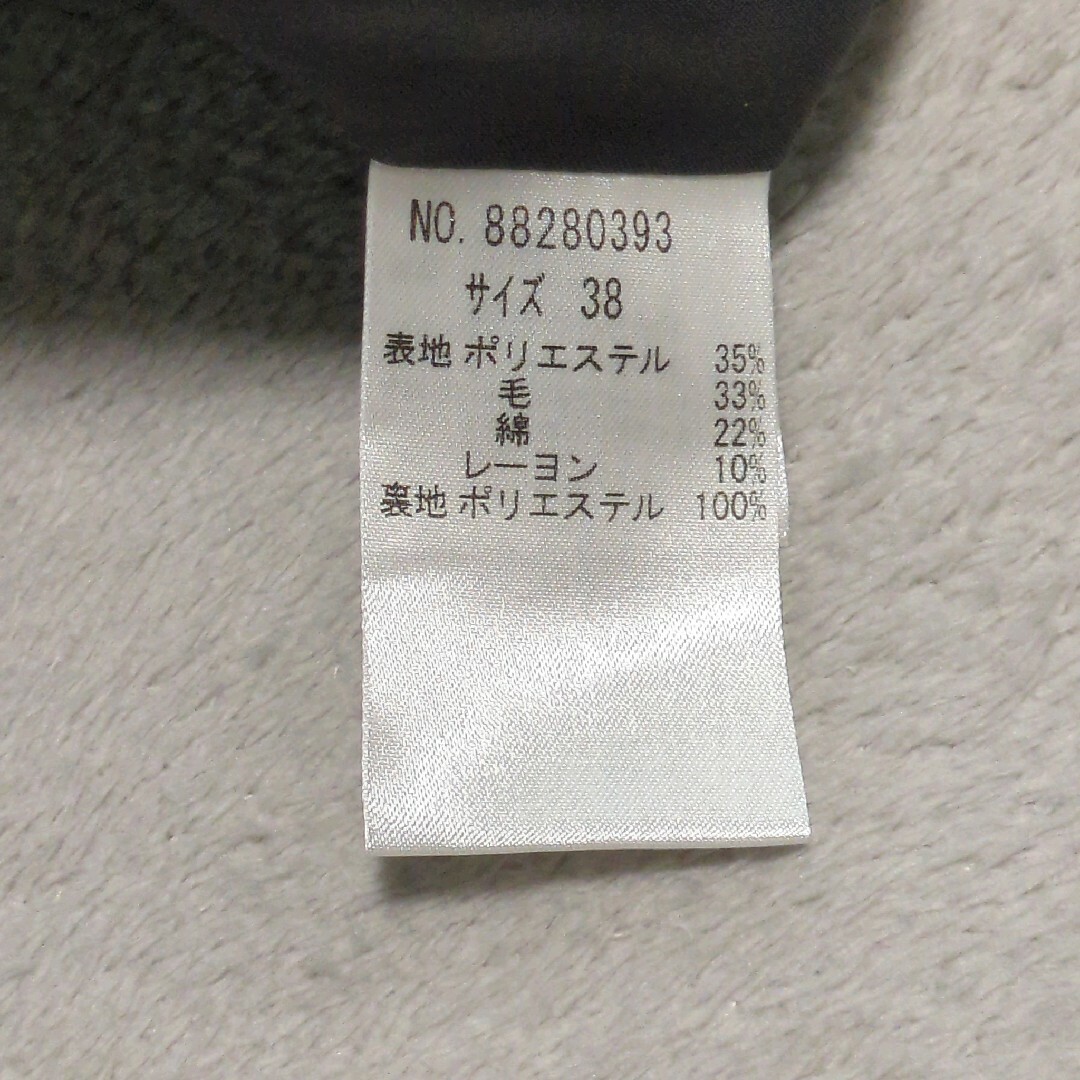 NO. 88280393
サイズ 38
表地 ポリエステル 35%
毛 33%
綿 22%
レーヨン 10%
裏地 ポリエステル 100%